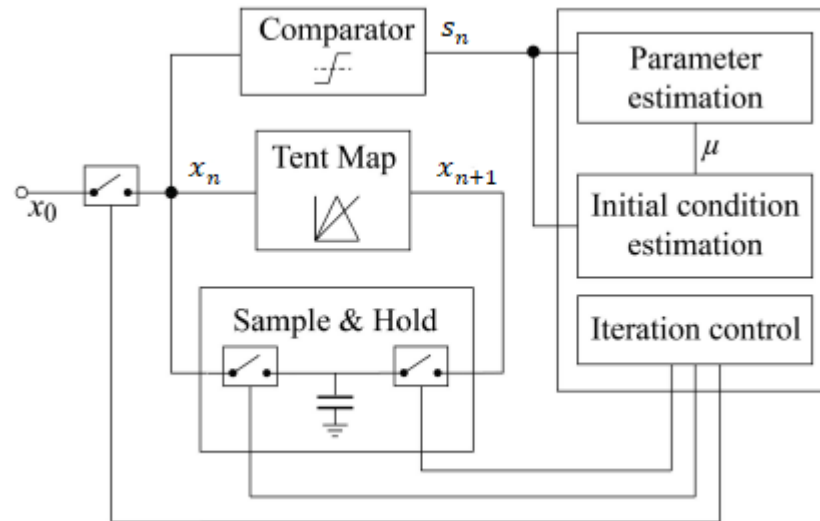 Comparator
s_n
Parameter
estimation
μ
Tent Map
x_n
x_{n+1}
x_0
Initial condition
estimation
Sample & Hold
Iteration control